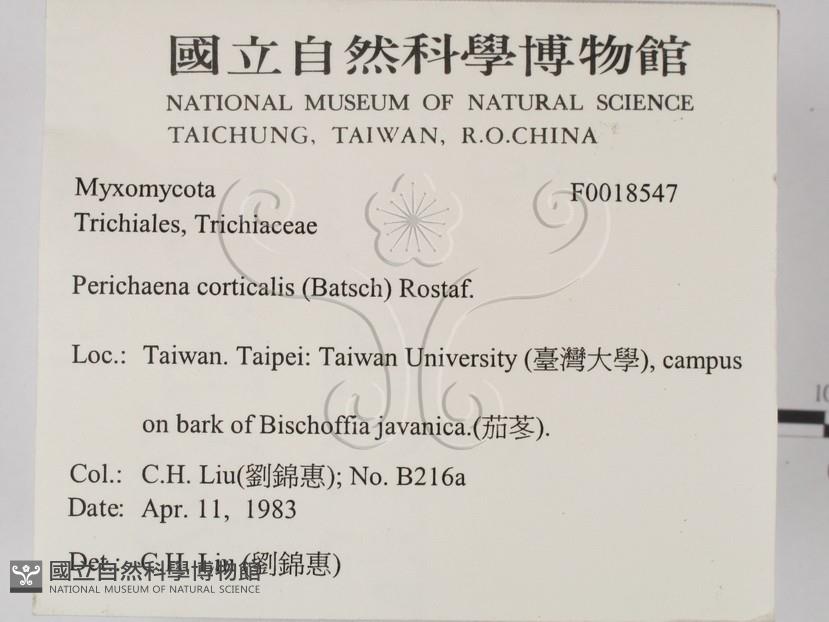 國立自然科學博物館
NATIONAL MUSEUM OF NATURAL SCIENCE
TAICHUNG, TAIWAN, R.O.CHINA
Myxomycota F0018547
Trichiales, Trichiaceae
Perichaena corticalis (Batsch) Rostaf.
Loc.: Taiwan. Taipei: Taiwan University (臺灣大學), campus
on bark of Bischoffia javanica.(茄苳).
Col.: C.H. Liu(劉錦惠); No. B216a
Date: Apr. 11, 1983
Det.: C.H. Liu (劉錦惠)
國立自然科學博物館
NATIONAL MUSEUM OF NATURAL SCIENCE